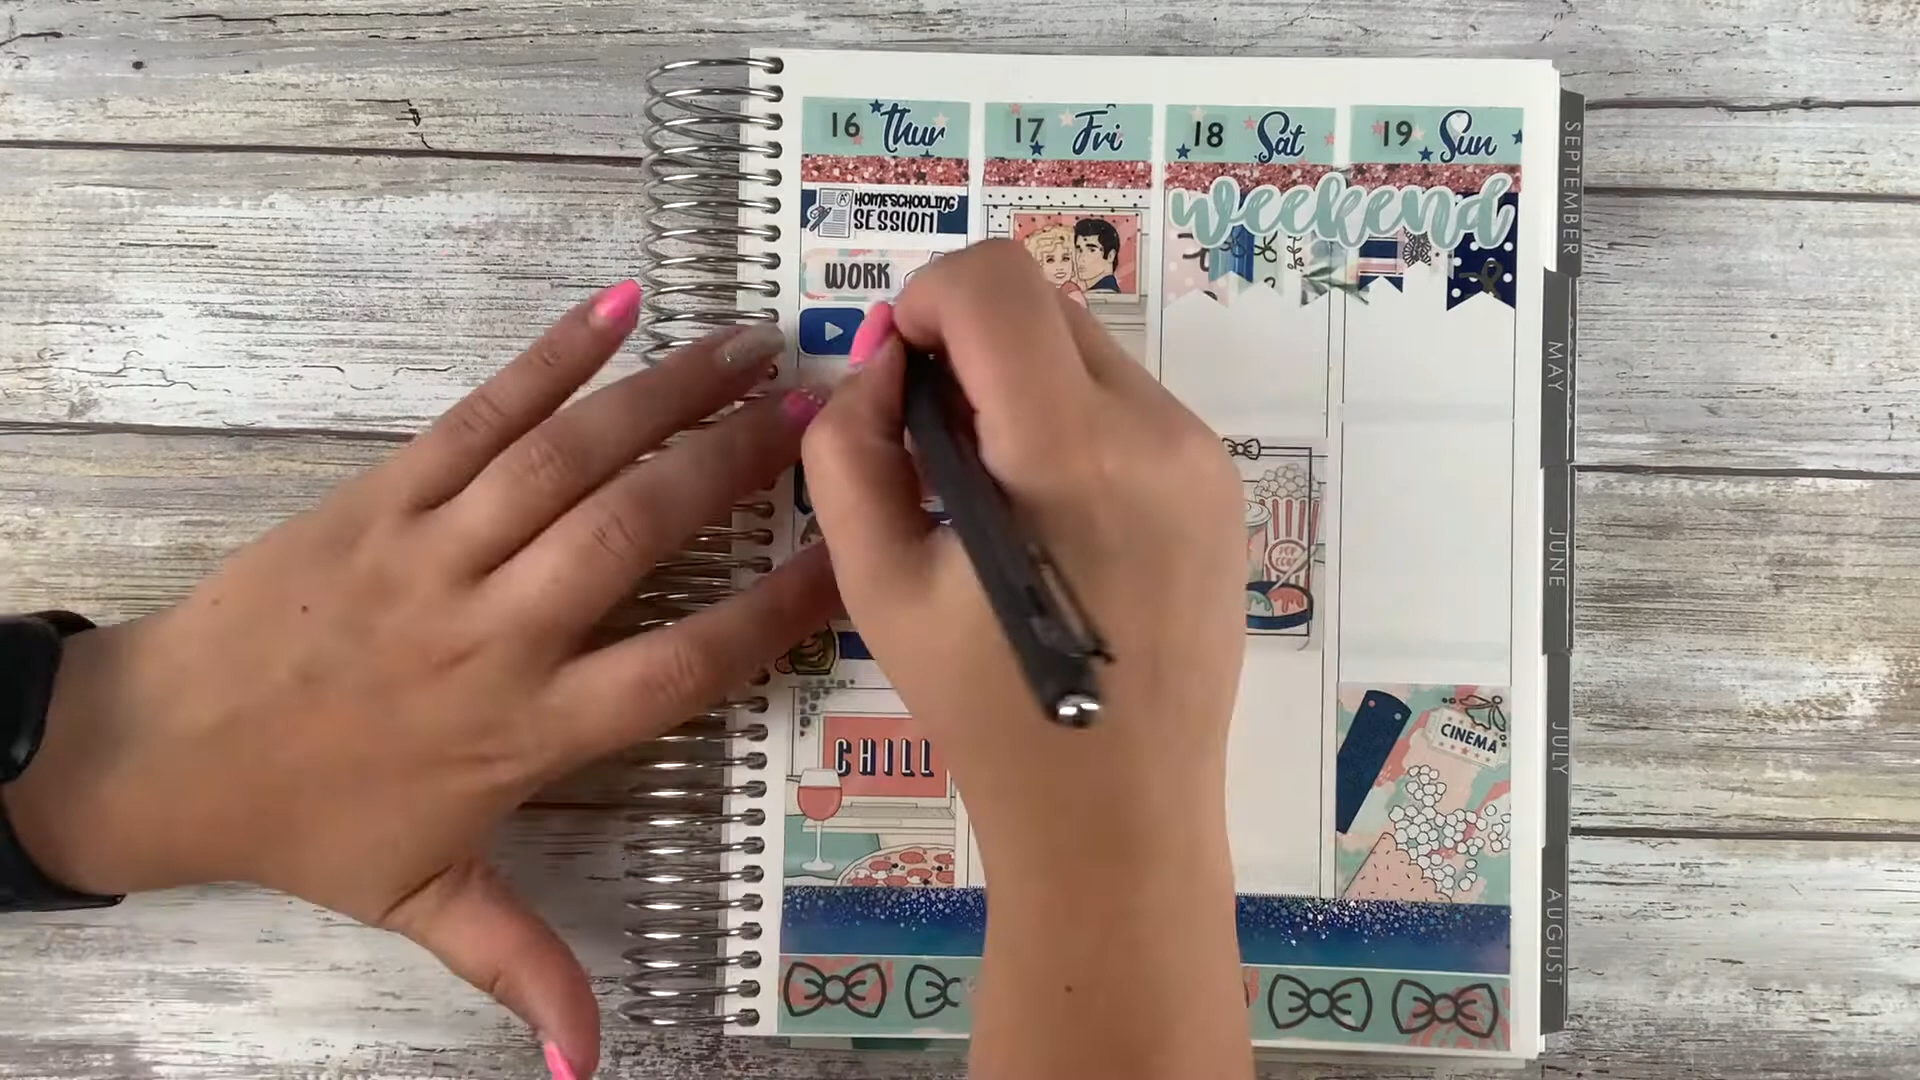 16 Thur
17 Fri
18 Sat
19 Sun
HOMESCHOOLING
SESSION
weekend
WORK
POP
CORN
CHILL
CINEMA
SEPTEMBER
MAY
JUNE
JULY
AUGUST